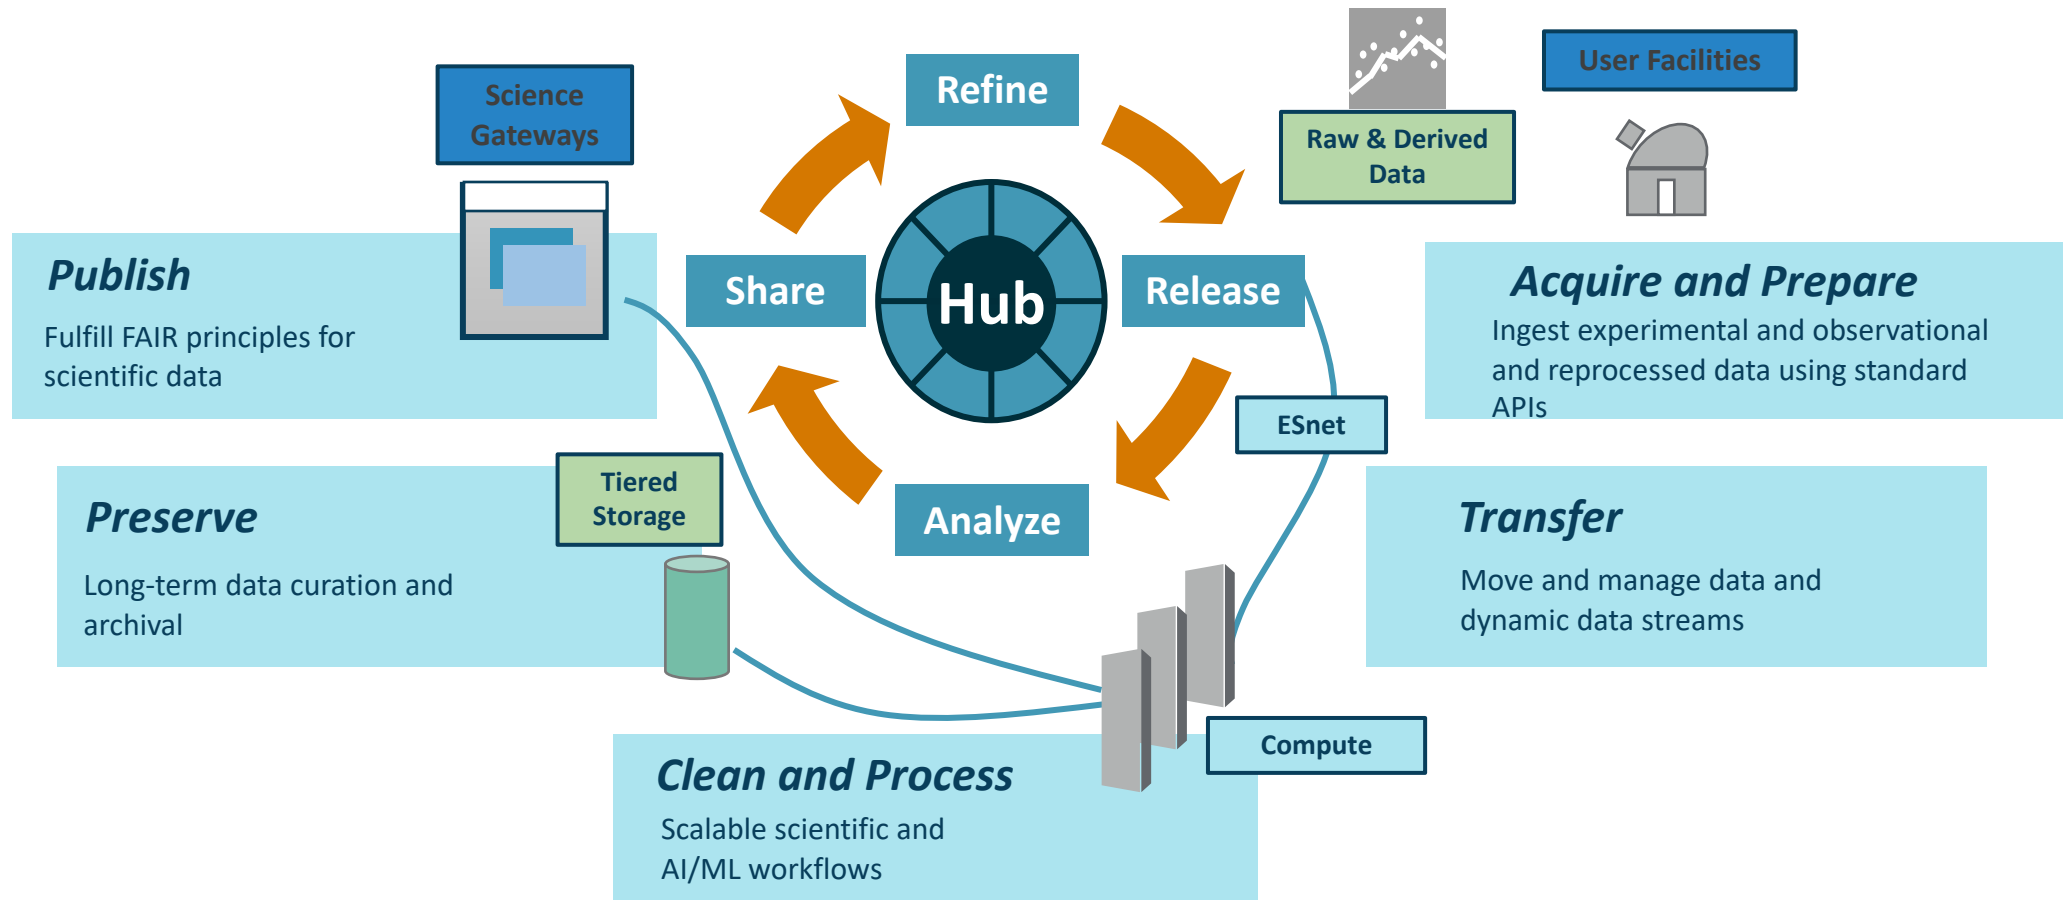 Refine
User Facilities
Science
Gateways
Raw & Derived
Data
Publish
Fulfill FAIR principles for
scientific data
Share
Hub
Release
Acquire and Prepare
Ingest experimental and observational
and reprocessed data using standard
APIs
ESnet
Tiered
Storage
Preserve
Long-term data curation and
archival
Analyze
Transfer
Move and manage data and
dynamic data streams
Compute
Clean and Process
Scalable scientific and
AI/ML workflows